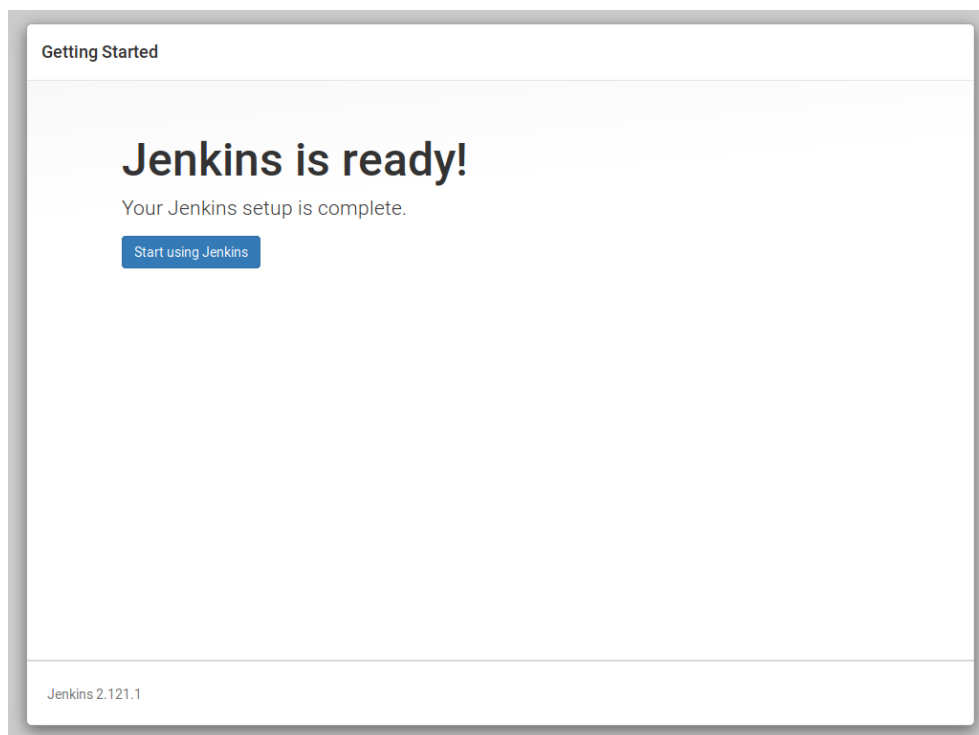 Getting Started
Jenkins is ready!
Your Jenkins setup is complete.
Start using Jenkins
Jenkins 2.121.1